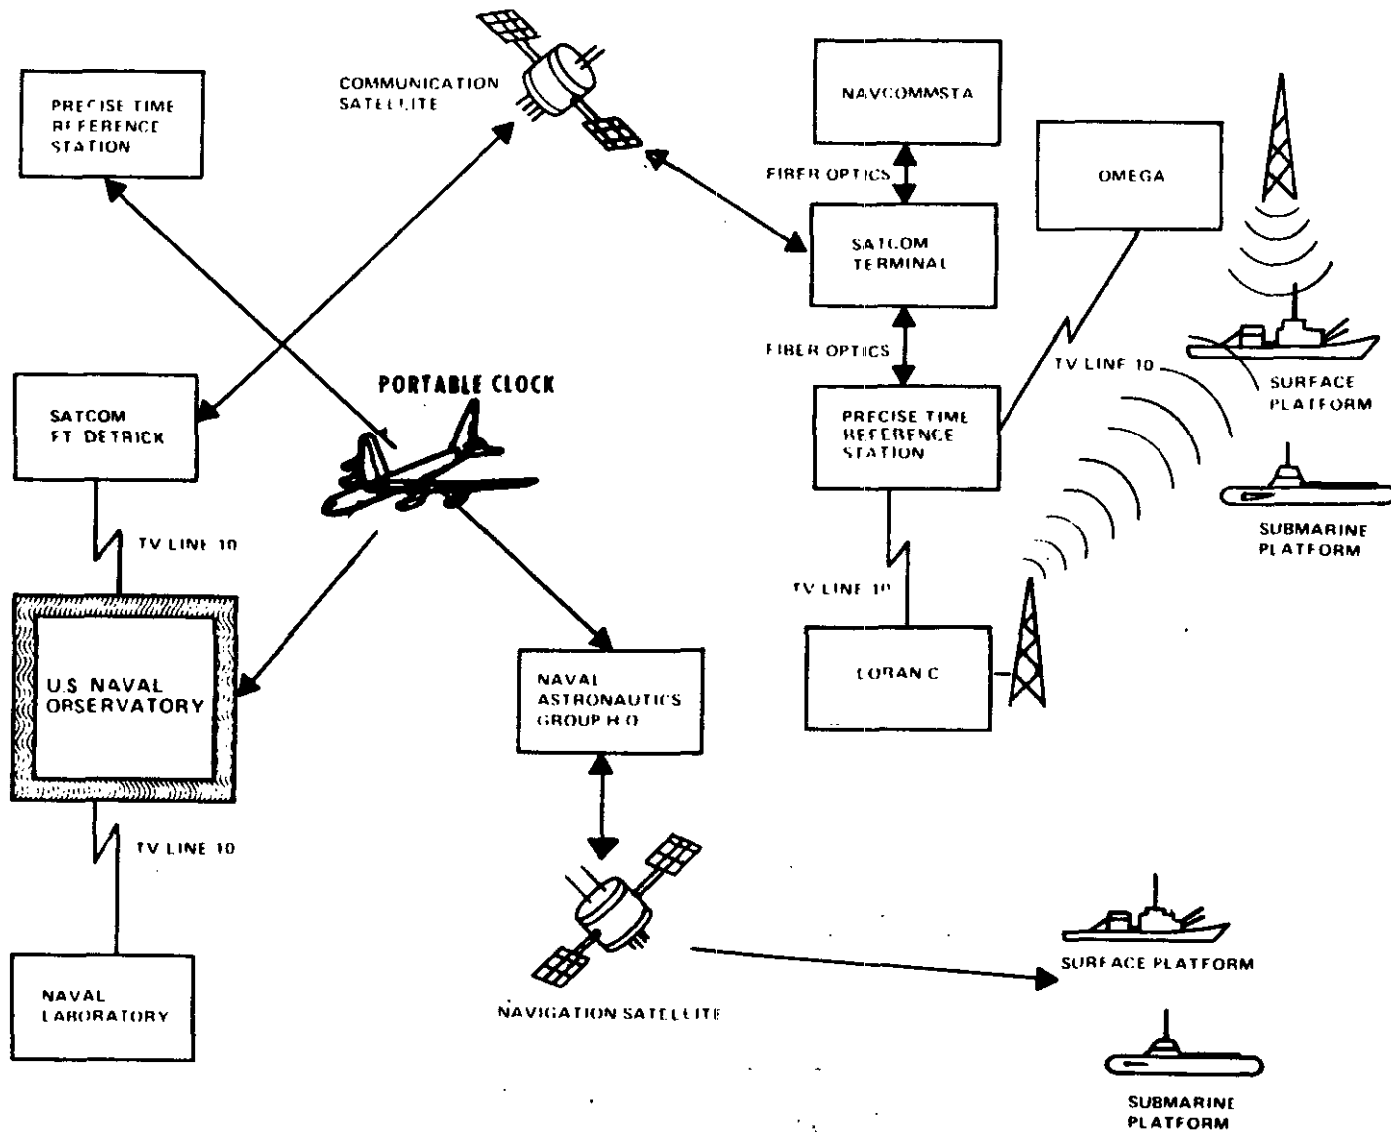 COMMUNICATION
SATELLITE
PRECISE TIME
REFERENCE
STATION
NAVCOMMSTA
FIBER OPTICS
OMEGA
SATCOM
TERMINAL
FIBER OPTICS
TV LINE 10
SURFACE
PLATFORM
SATCOM
FT. DETRICK
PORTABLE CLOCK
PRECISE TIME
REFERENCE
STATION
SUBMARINE
PLATFORM
TV LINE 10
TV LINE 10
U.S. NAVAL
OBSERVATORY
NAVAL
ASTRONAUTICS
GROUP H.Q.
LORAN C
TV LINE 10
NAVAL
LABORATORY
NAVIGATION SATELLITE
SURFACE PLATFORM
SUBMARINE
PLATFORM